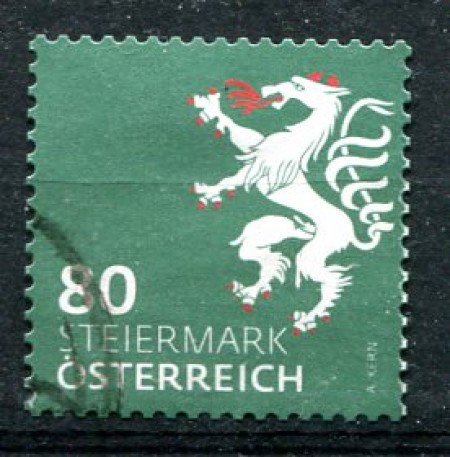 80
STEIERMARK
ÖSTERREICH
A. KERN